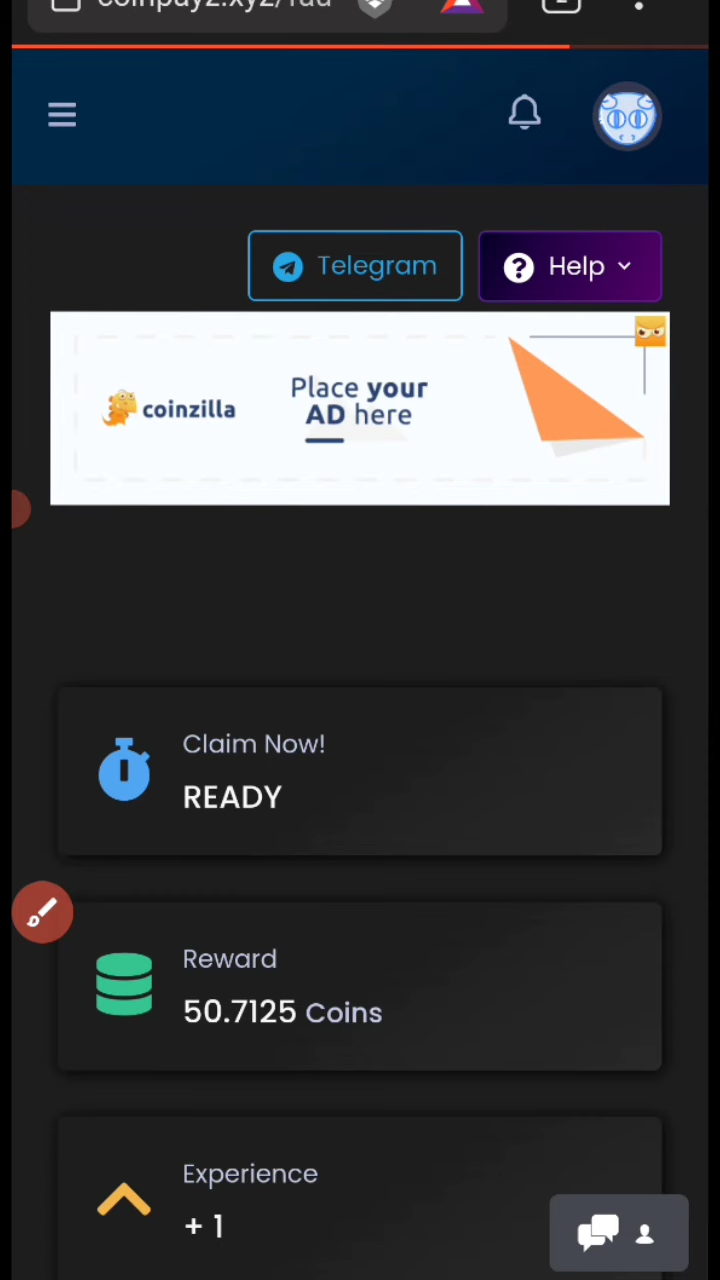 Telegram
Help
coinzilla
Place your
AD here
Claim Now!
READY
Reward
50.7125 Coins
Experience
+ 1